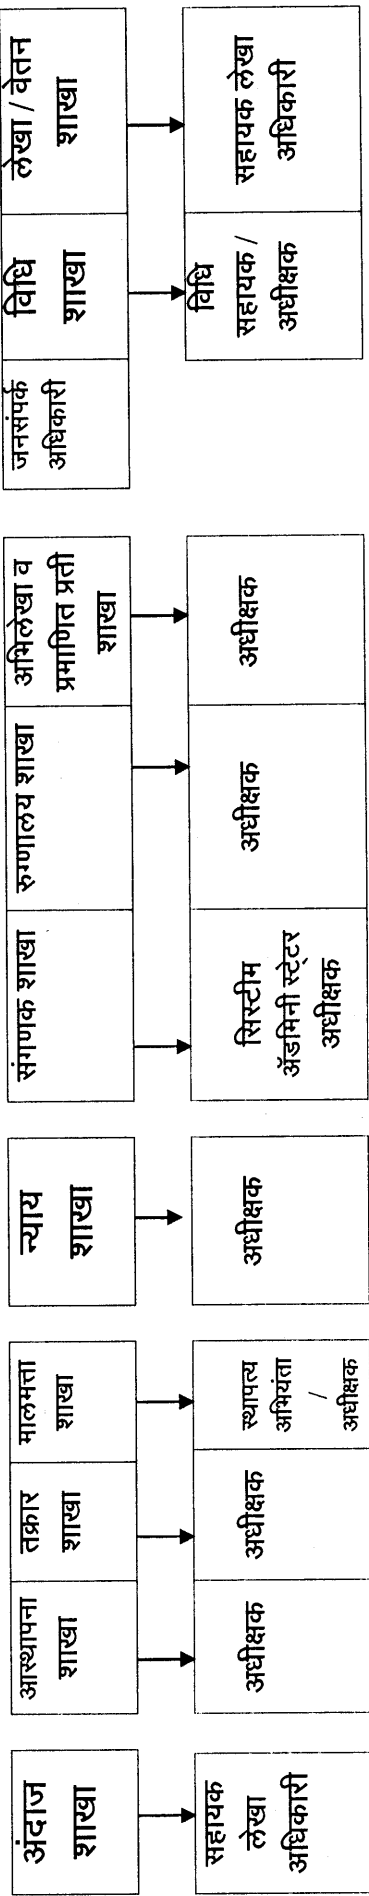 अंदाज
शाखा
आस्थापना
शाखा
तक्रार
शाखा
मालमत्ता
शाखा
न्याय
शाखा
संगणक शाखा
रुग्णालय शाखा
अभिलेखा व
प्रमाणित प्रती
शाखा
जनसंपर्क
अधिकारी
विधि
शाखा
लेखा / वेतन
शाखा
सहायक
लेखा
अधिकारी
अधीक्षक
अधीक्षक
स्थापत्य
अभियंता
/
अधीक्षक
अधीक्षक
सिस्टीम
ॲडमिनी स्टेटर
अधीक्षक
अधीक्षक
अधीक्षक
विधि
सहायक /
अधीक्षक
सहायक लेखा
अधिकारी